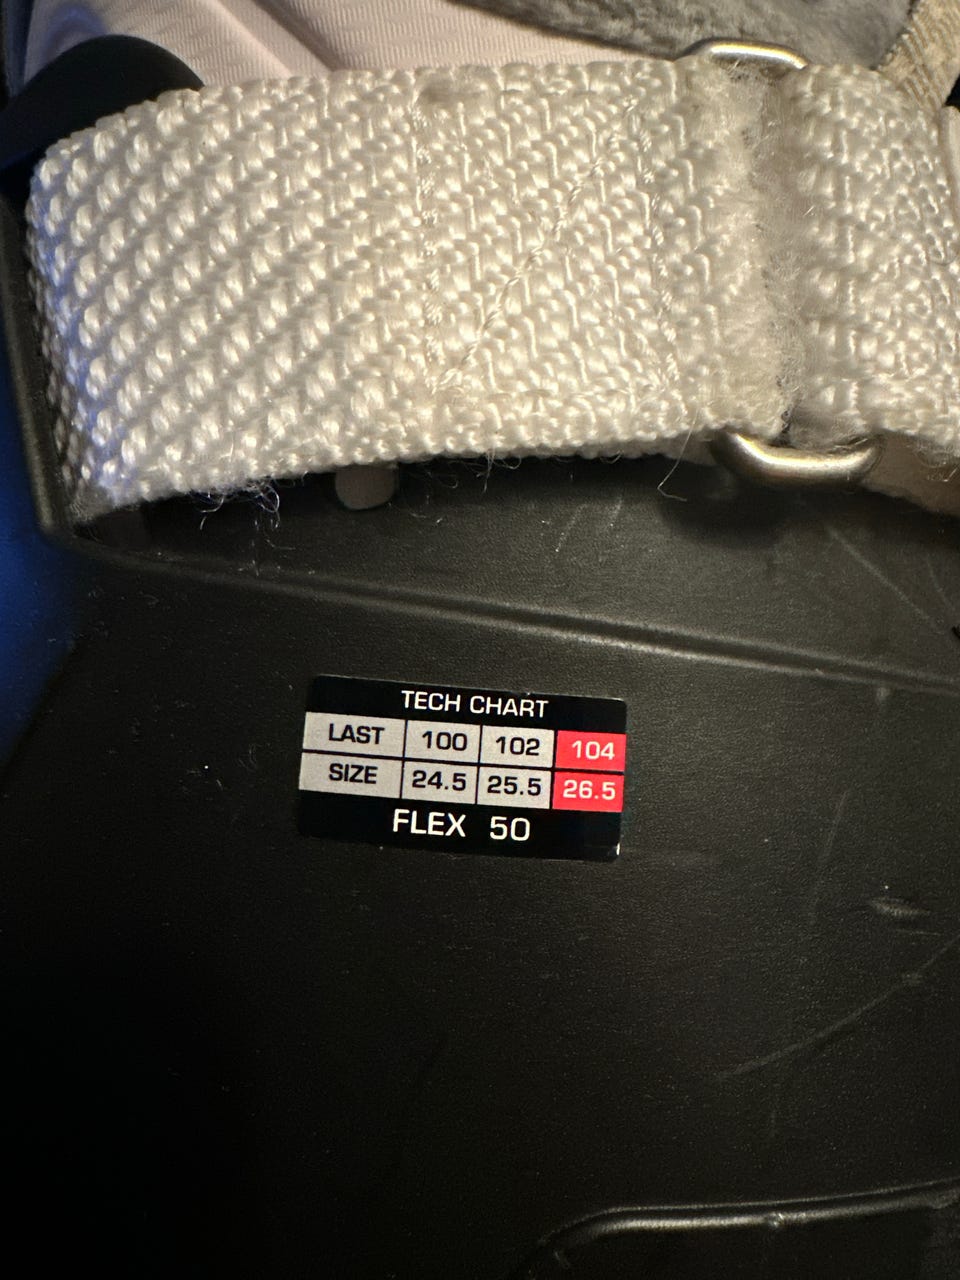 TECH CHART
LAST 100 102 104
SIZE 24.5 25.5 26.5
FLEX 50